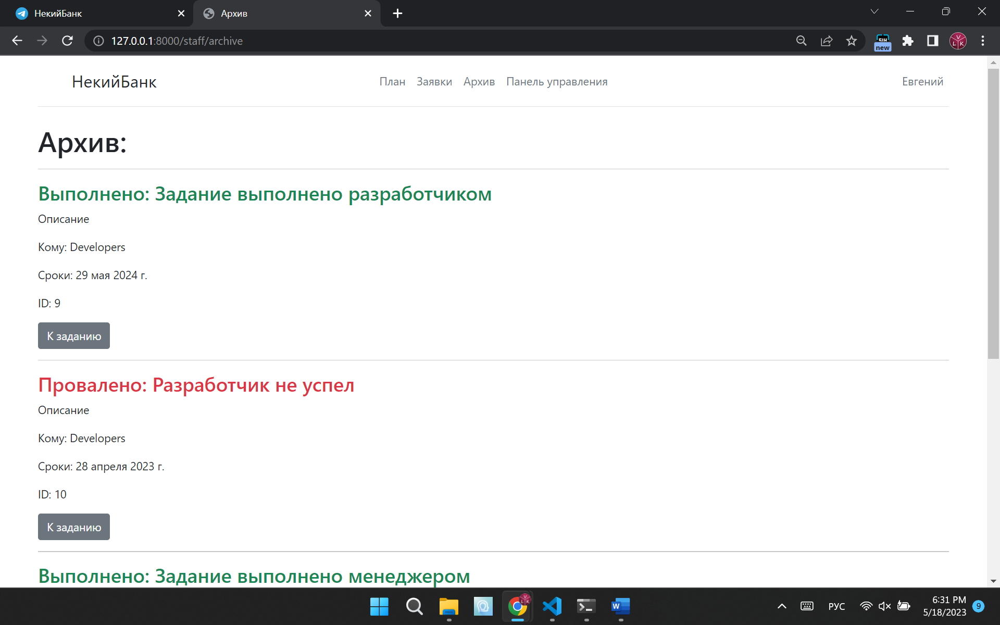 НекийБанк
Архив
127.0.0.1:8000/staff/archive
new
НекийБанк
План Заявки Архив Панель управления
Евгений
Архив:
Выполнено: Задание выполнено разработчиком
Описание
Кому: Developers
Сроки: 29 мая 2024 г.
ID: 9
К заданию
Провалено: Разработчик не успел
Описание
Кому: Developers
Сроки: 28 апреля 2023 г.
ID: 10
К заданию
Выполнено: Задание выполнено менеджером
РУС
6:31 PM
5/18/2023
9